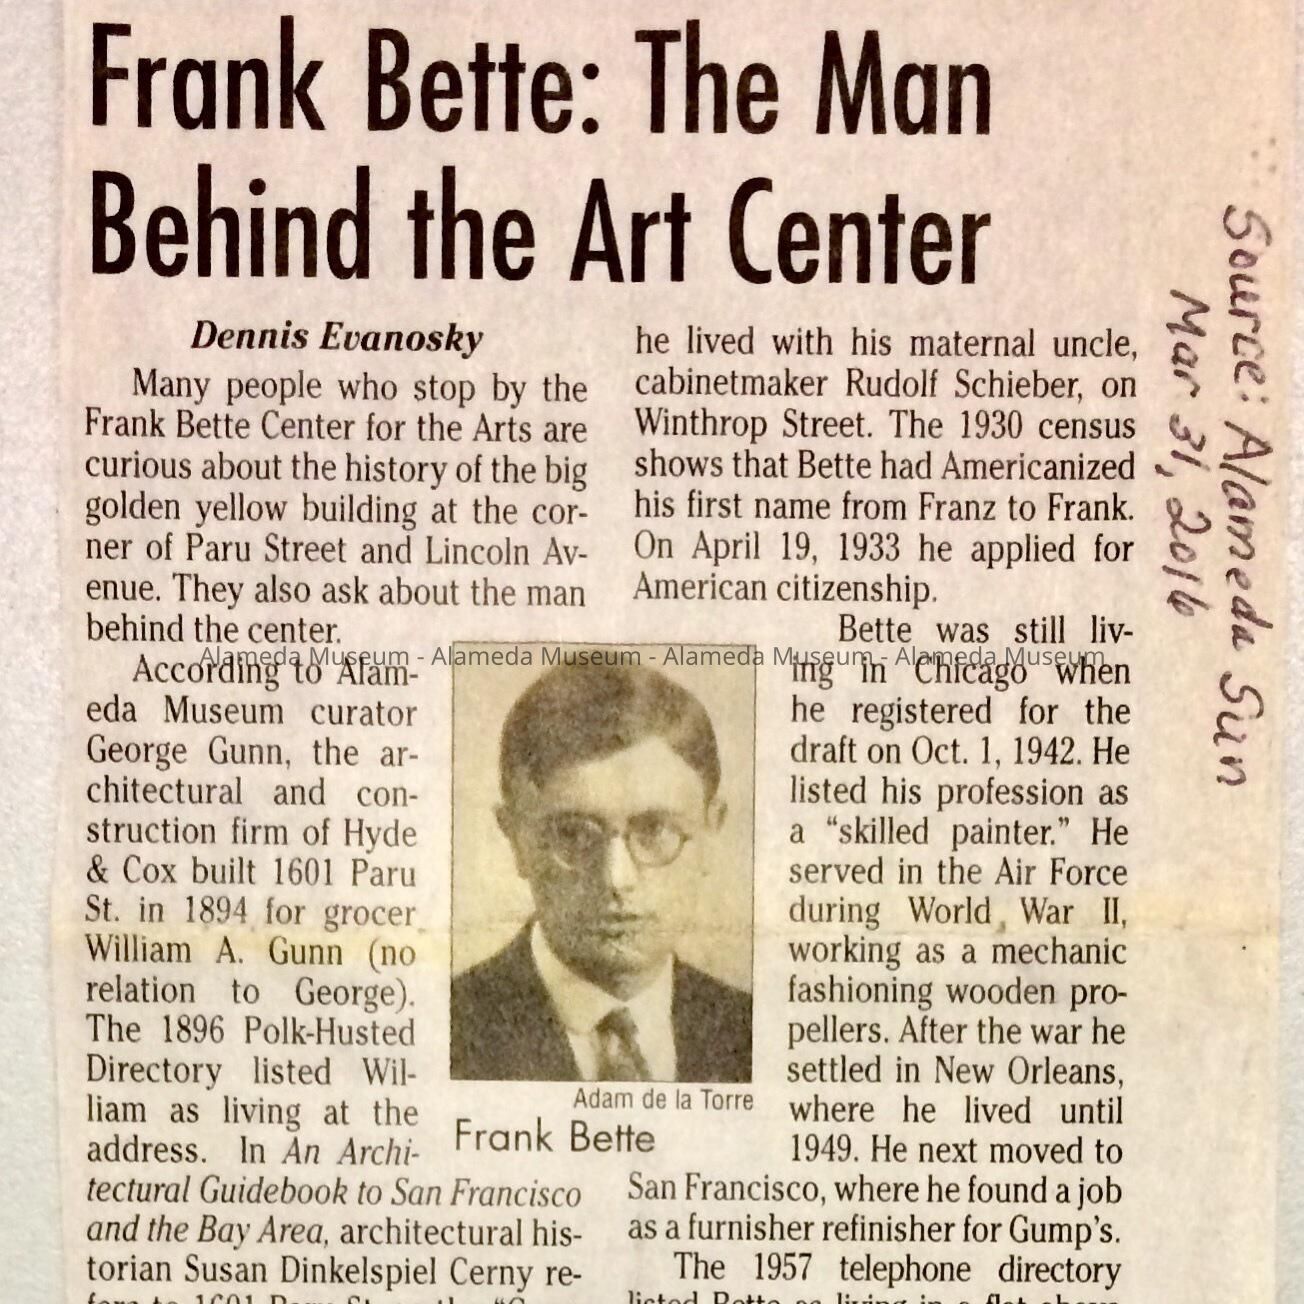 Frank Bette: The Man
Behind the Art Center
Dennis Evanosky
Many people who stop by the
Frank Bette Center for the Arts are
curious about the history of the big
golden yellow building at the cor-
ner of Paru Street and Lincoln Av-
enue. They also ask about the man
behind the center.
According to Alam-
eda Museum curator
George Gunn, the ar-
chitectural and con-
struction firm of Hyde
& Cox built 1601 Paru
St. in 1894 for grocer
William A. Gunn (no
relation to George).
The 1896 Polk-Husted
Directory listed Wil-
liam as living at the
address. In An Archi-
tectural Guidebook to San Francisco
and the Bay Area, architectural his-
torian Susan Dinkelspiel Cerny re-
Adam de la Torre
Frank Bette
he lived with his maternal uncle,
cabinetmaker Rudolf Schieber, on
Winthrop Street. The 1930 census
shows that Bette had Americanized
his first name from Franz to Frank.
On April 19, 1933 he applied for
American citizenship.
Bette was still liv-
ing in Chicago when
he registered for the
draft on Oct. 1, 1942. He
listed his profession as
a “skilled painter.” He
served in the Air Force
during World War II,
working as a mechanic
fashioning wooden pro-
pellers. After the war he
settled in New Orleans,
where he lived until
1949. He next moved to
San Francisco, where he found a job
as a furnisher refinisher for Gump’s.
The 1957 telephone directory
Source: Alameda Sun
Mar 31, 2016
Alameda Museum - Alameda Museum - Alameda Museum - Alameda Museum